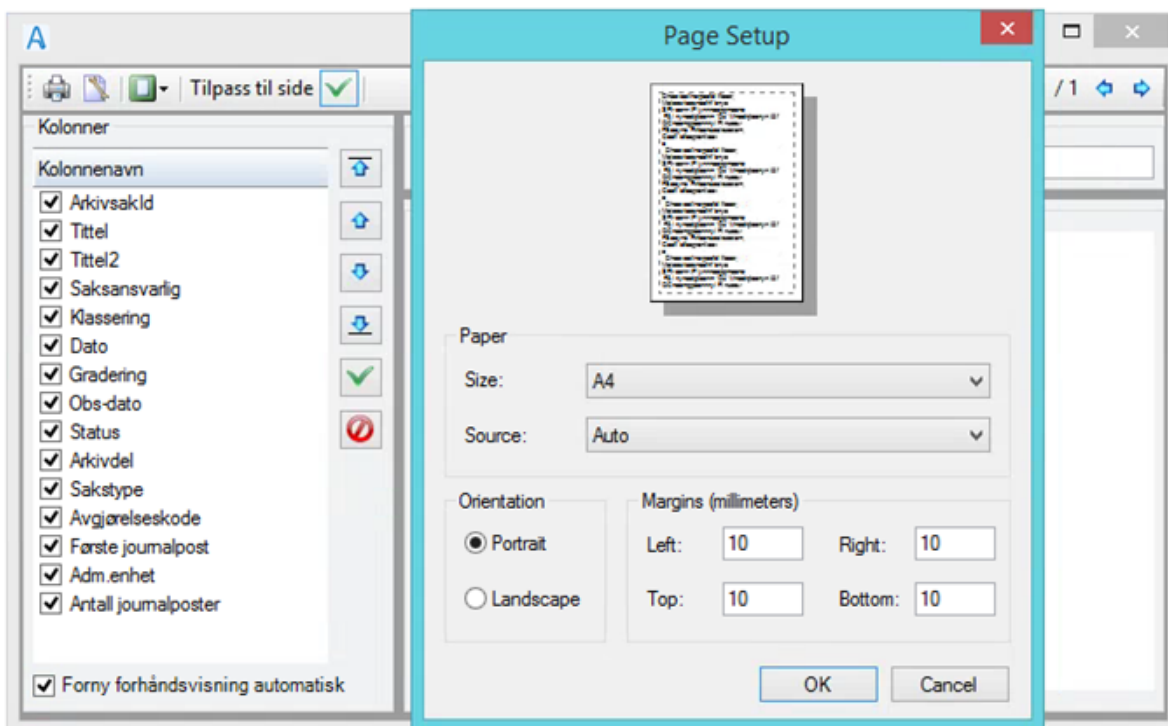 A
Page Setup
Tilpass til side
/ 1
Kolonner
Kolonnenavn
ArkivsakId
Tittel
Tittel2
Saksansvarlig
Klassering
Dato
Gradering
Obs-dato
Status
Arkivdel
Sakstype
Avgjørelseskode
Første journalpost
Adm.enhet
Antall journalposter
Forny forhåndsvisning automatisk
Paper
Size: A4
Source: Auto
Orientation
Portrait
Landscape
Margins (millimeters)
Left: 10 Right: 10
Top: 10 Bottom: 10
OK Cancel